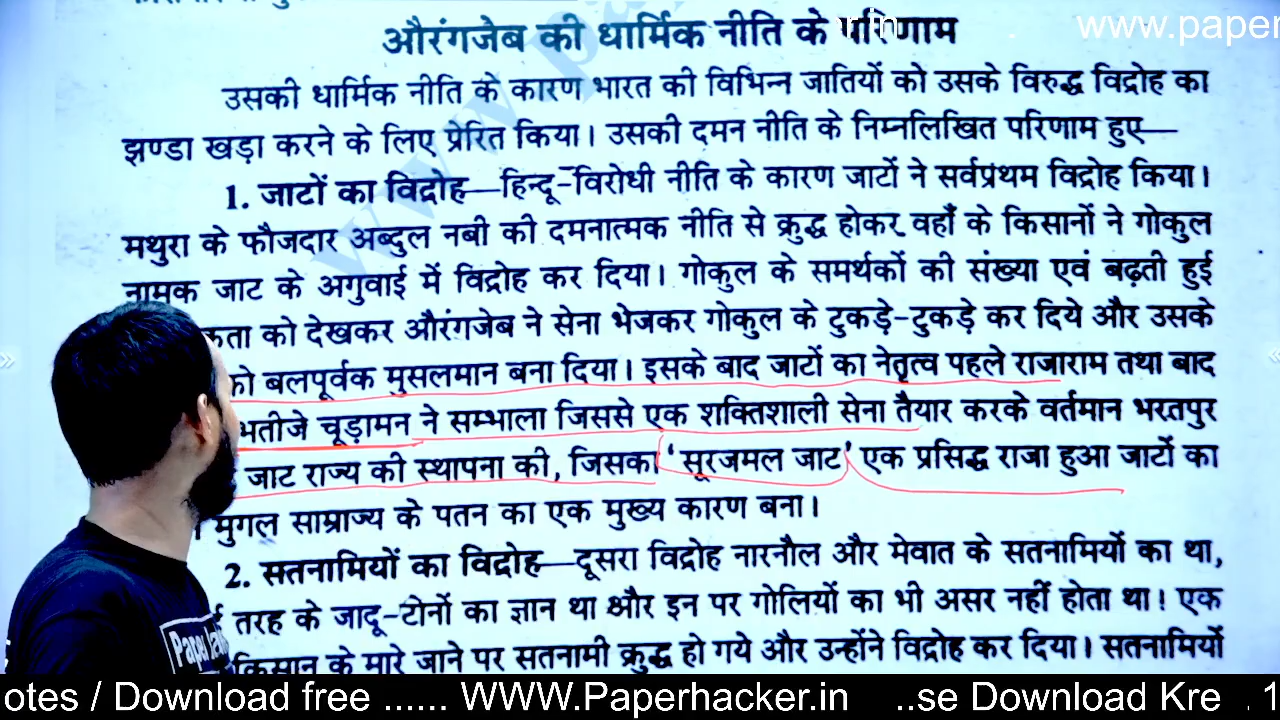 औरंगजेब की धार्मिक नीति के परिणाम
www.paper
उसकी धार्मिक नीति के कारण भारत की विभिन्न जातियों को उसके विरुद्ध विद्रोह का
झण्डा खड़ा करने के लिए प्रेरित किया। उसकी दमन नीति के निम्नलिखित परिणाम हुए—
1. जाटों का विद्रोह—हिन्दू-विरोधी नीति के कारण जाटों ने सर्वप्रथम विद्रोह किया।
मथुरा के फौजदार अब्दुल नबी की दमनात्मक नीति से क्रुद्ध होकर वहाँ के किसानों ने गोकुल
नामक जाट के अगुवाई में विद्रोह कर दिया। गोकुल के समर्थकों की संख्या एवं बढ़ती हुई
को देखकर औरंगजेब ने सेना भेजकर गोकुल के टुकड़े-टुकड़े कर दिये और उसके
को बलपूर्वक मुसलमान बना दिया। इसके बाद जाटों का नेतृत्व पहले राजाराम तथा बाद
भतीजे चूड़ामन ने सम्भाला जिससे एक शक्तिशाली सेना तैयार करके वर्तमान भरतपुर
जाट राज्य की स्थापना की, जिसका 'सूरजमल जाट' एक प्रसिद्ध राजा हुआ जाटों का
मुगल साम्राज्य के पतन का एक मुख्य कारण बना।
2. सतनामियों का विद्रोह—दूसरा विद्रोह नारनौल और मेवात के सतनामियों का था,
तरह के जादू-टोनों का ज्ञान था और इन पर गोलियों का भी असर नहीं होता था। एक
किसान के मारे जाने पर सतनामी क्रुद्ध हो गये और उन्होंने विद्रोह कर दिया। सतनामियों
Paper
otes / Download free ...... WWW.Paperhacker.in ..se Download Kre . 1